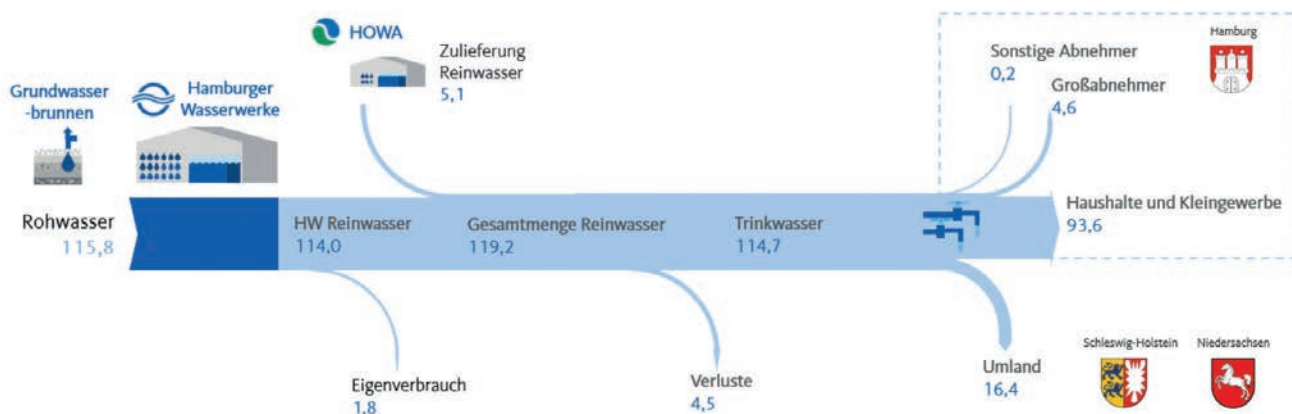 HOWA
Zulieferung
Reinwasser
5,1
Grundwasser
-brunnen
Hamburger
Wasserwerke
Sonstige Abnehmer
0,2
Großabnehmer
4,6
Hamburg
Rohwasser
115,8
HW Reinwasser
114,0
Gesamtmenge Reinwasser
119,2
Trinkwasser
114,7
Haushalte und Kleingewerbe
93,6
Eigenverbrauch
1,8
Verluste
4,5
Umland
16,4
Schleswig-Holstein
Niedersachsen